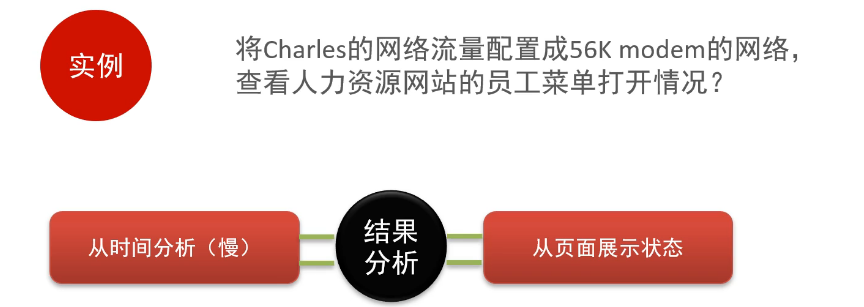 实例
将Charles的网络流量配置成56K modem的网络，
查看人力资源网站的员工菜单打开情况？
从时间分析（慢）
结果
分析
从页面展示状态